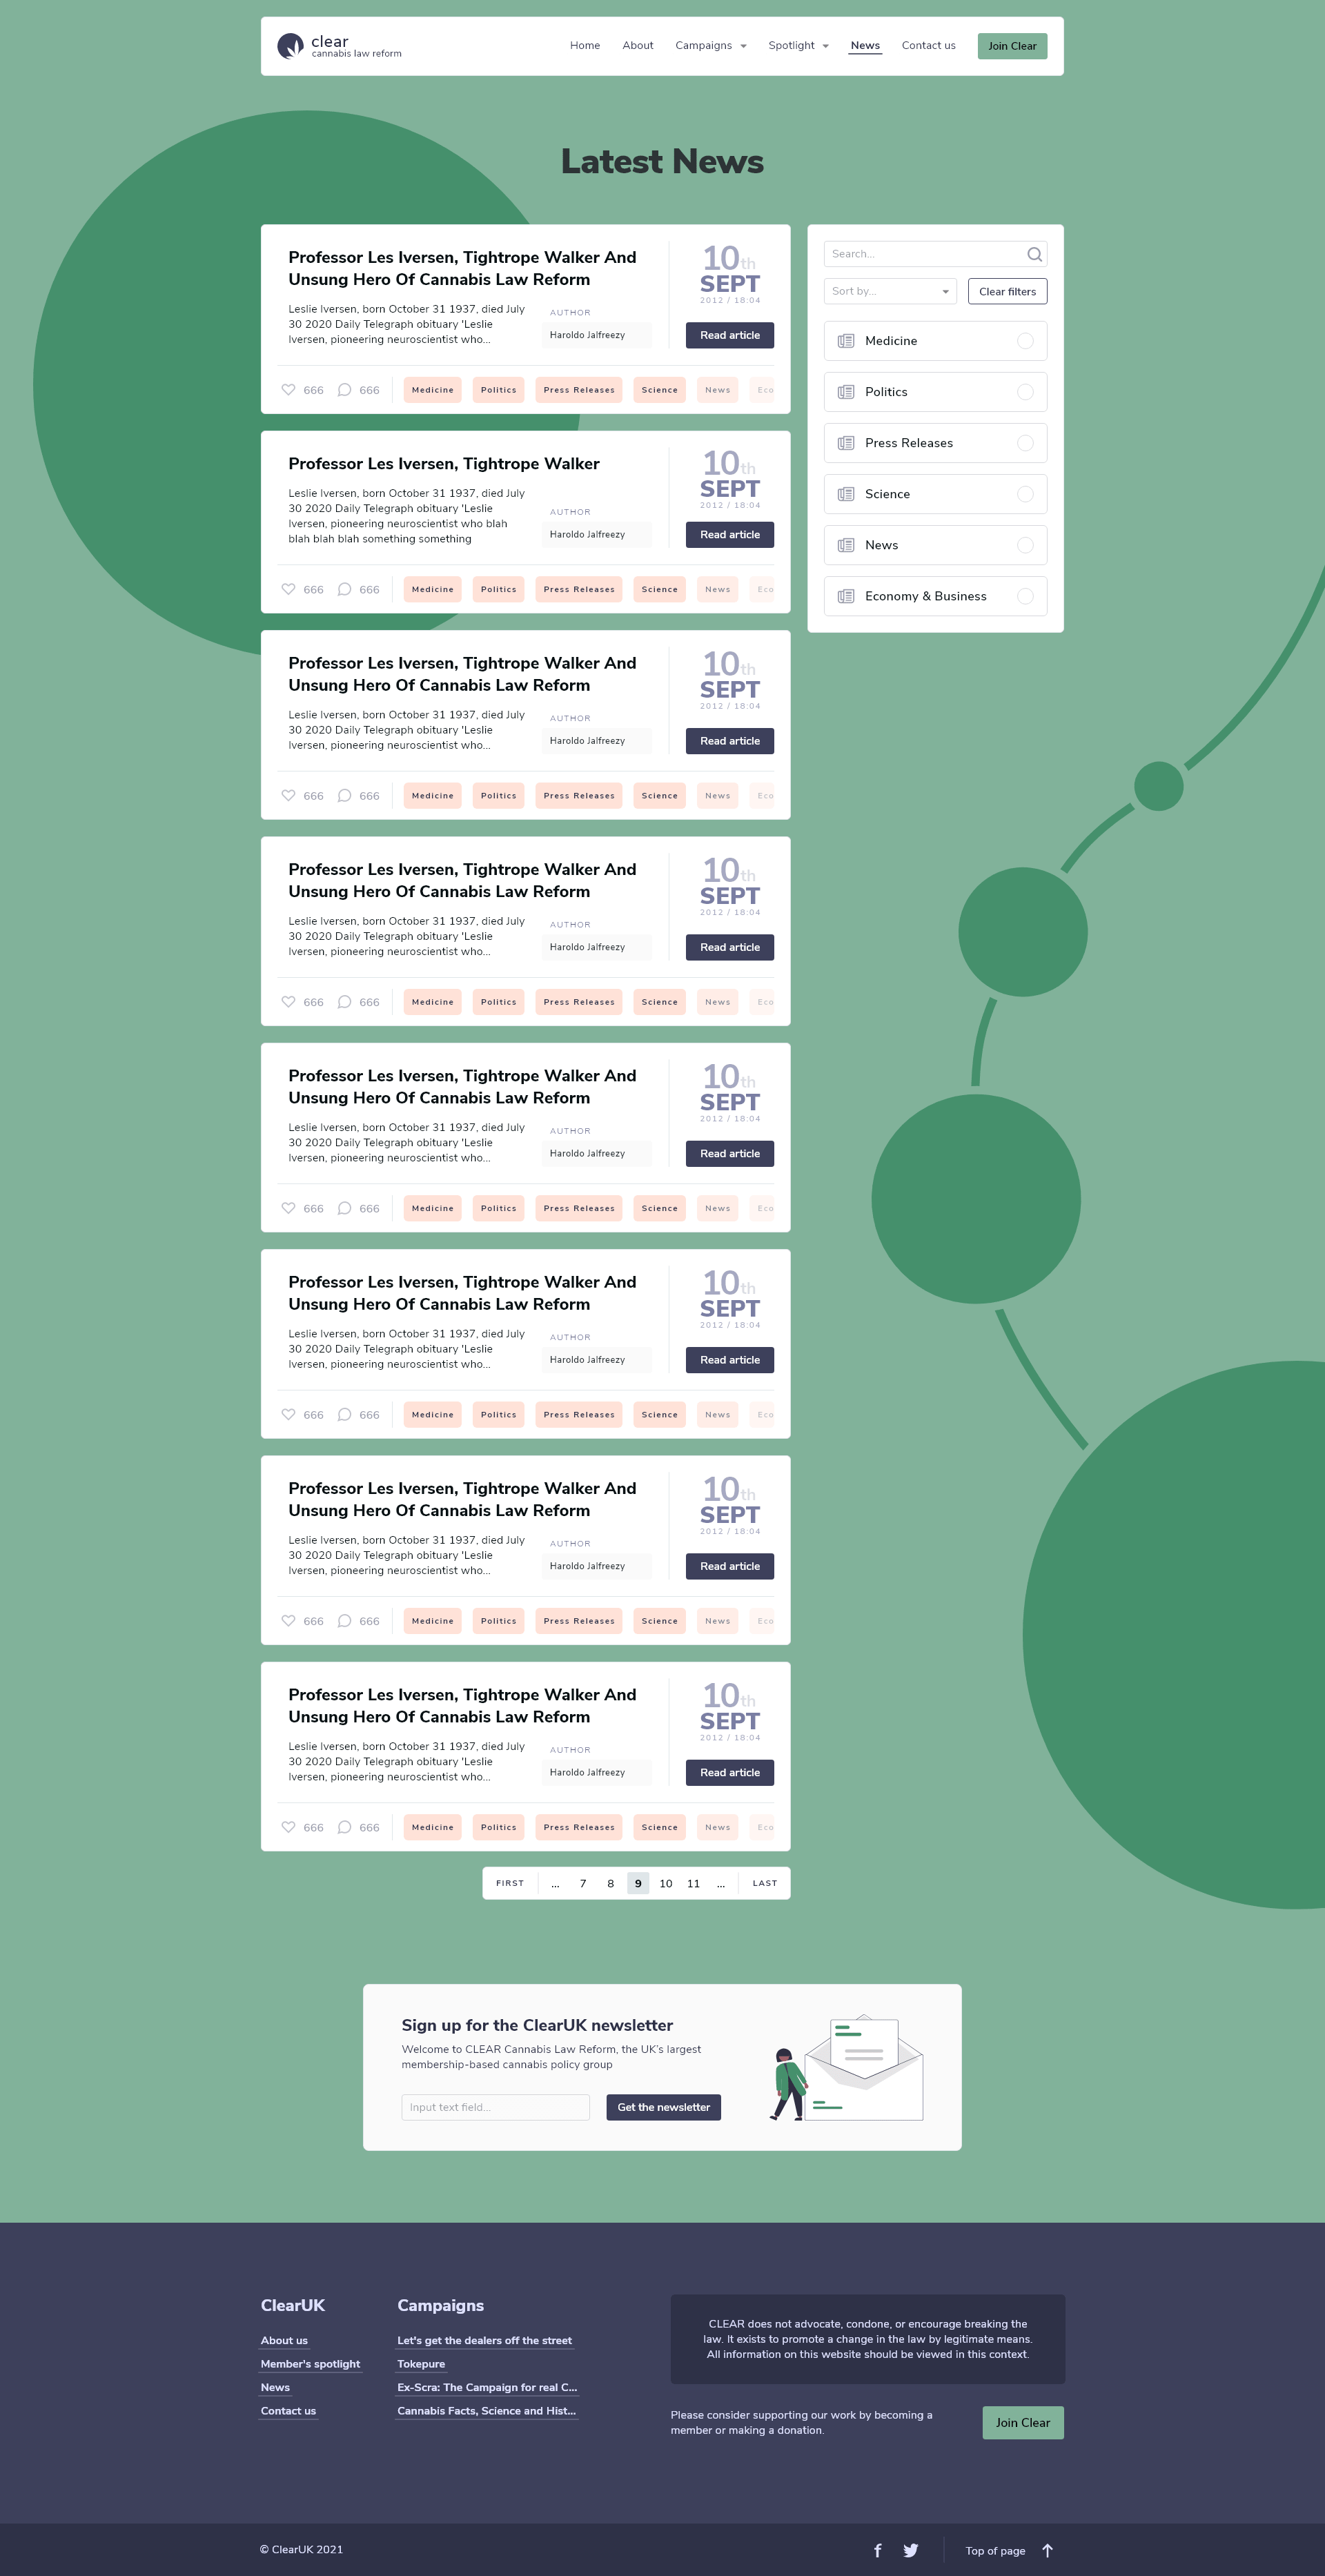 clear
cannabis law reform
Home About Campaigns Spotlight News Contact us Join Clear
Latest News
Professor Les Iversen, Tightrope Walker And
Unsung Hero Of Cannabis Law Reform
Leslie Iversen, born October 31 1937, died July
30 2020 Daily Telegraph obituary 'Leslie
Iversen, pioneering neuroscientist who...
AUTHOR
Haroldo Jalfreezy
10th
SEPT
2012 / 18:04
Read article
666 666 Medicine Politics Press Releases Science News Eco
Professor Les Iversen, Tightrope Walker
Leslie Iversen, born October 31 1937, died July
30 2020 Daily Telegraph obituary 'Leslie
Iversen, pioneering neuroscientist who blah
blah blah blah something something
AUTHOR
Haroldo Jalfreezy
10th
SEPT
2012 / 18:04
Read article
666 666 Medicine Politics Press Releases Science News Eco
Professor Les Iversen, Tightrope Walker And
Unsung Hero Of Cannabis Law Reform
Leslie Iversen, born October 31 1937, died July
30 2020 Daily Telegraph obituary 'Leslie
Iversen, pioneering neuroscientist who...
AUTHOR
Haroldo Jalfreezy
10th
SEPT
2012 / 18:04
Read article
666 666 Medicine Politics Press Releases Science News Eco
Professor Les Iversen, Tightrope Walker And
Unsung Hero Of Cannabis Law Reform
Leslie Iversen, born October 31 1937, died July
30 2020 Daily Telegraph obituary 'Leslie
Iversen, pioneering neuroscientist who...
AUTHOR
Haroldo Jalfreezy
10th
SEPT
2012 / 18:04
Read article
666 666 Medicine Politics Press Releases Science News Eco
Professor Les Iversen, Tightrope Walker And
Unsung Hero Of Cannabis Law Reform
Leslie Iversen, born October 31 1937, died July
30 2020 Daily Telegraph obituary 'Leslie
Iversen, pioneering neuroscientist who...
AUTHOR
Haroldo Jalfreezy
10th
SEPT
2012 / 18:04
Read article
666 666 Medicine Politics Press Releases Science News Eco
Professor Les Iversen, Tightrope Walker And
Unsung Hero Of Cannabis Law Reform
Leslie Iversen, born October 31 1937, died July
30 2020 Daily Telegraph obituary 'Leslie
Iversen, pioneering neuroscientist who...
AUTHOR
Haroldo Jalfreezy
10th
SEPT
2012 / 18:04
Read article
666 666 Medicine Politics Press Releases Science News Eco
Professor Les Iversen, Tightrope Walker And
Unsung Hero Of Cannabis Law Reform
Leslie Iversen, born October 31 1937, died July
30 2020 Daily Telegraph obituary 'Leslie
Iversen, pioneering neuroscientist who...
AUTHOR
Haroldo Jalfreezy
10th
SEPT
2012 / 18:04
Read article
666 666 Medicine Politics Press Releases Science News Eco
Professor Les Iversen, Tightrope Walker And
Unsung Hero Of Cannabis Law Reform
Leslie Iversen, born October 31 1937, died July
30 2020 Daily Telegraph obituary 'Leslie
Iversen, pioneering neuroscientist who...
AUTHOR
Haroldo Jalfreezy
10th
SEPT
2012 / 18:04
Read article
666 666 Medicine Politics Press Releases Science News Eco
FIRST ... 7 8 9 10 11 ... LAST
Search...
Sort by... Clear filters
Medicine
Politics
Press Releases
Science
News
Economy & Business
Sign up for the ClearUK newsletter
Welcome to CLEAR Cannabis Law Reform, the UK's largest
membership-based cannabis policy group
Input text field... Get the newsletter
ClearUK
About us
Member's spotlight
News
Contact us
Campaigns
Let's get the dealers off the street
Tokepure
Ex-Scra: The Campaign for real C...
Cannabis Facts, Science and Hist...
CLEAR does not advocate, condone, or encourage breaking the
law. It exists to promote a change in the law by legitimate means.
All information on this website should be viewed in this context.
Please consider supporting our work by becoming a
member or making a donation.
Join Clear
© ClearUK 2021
Top of page